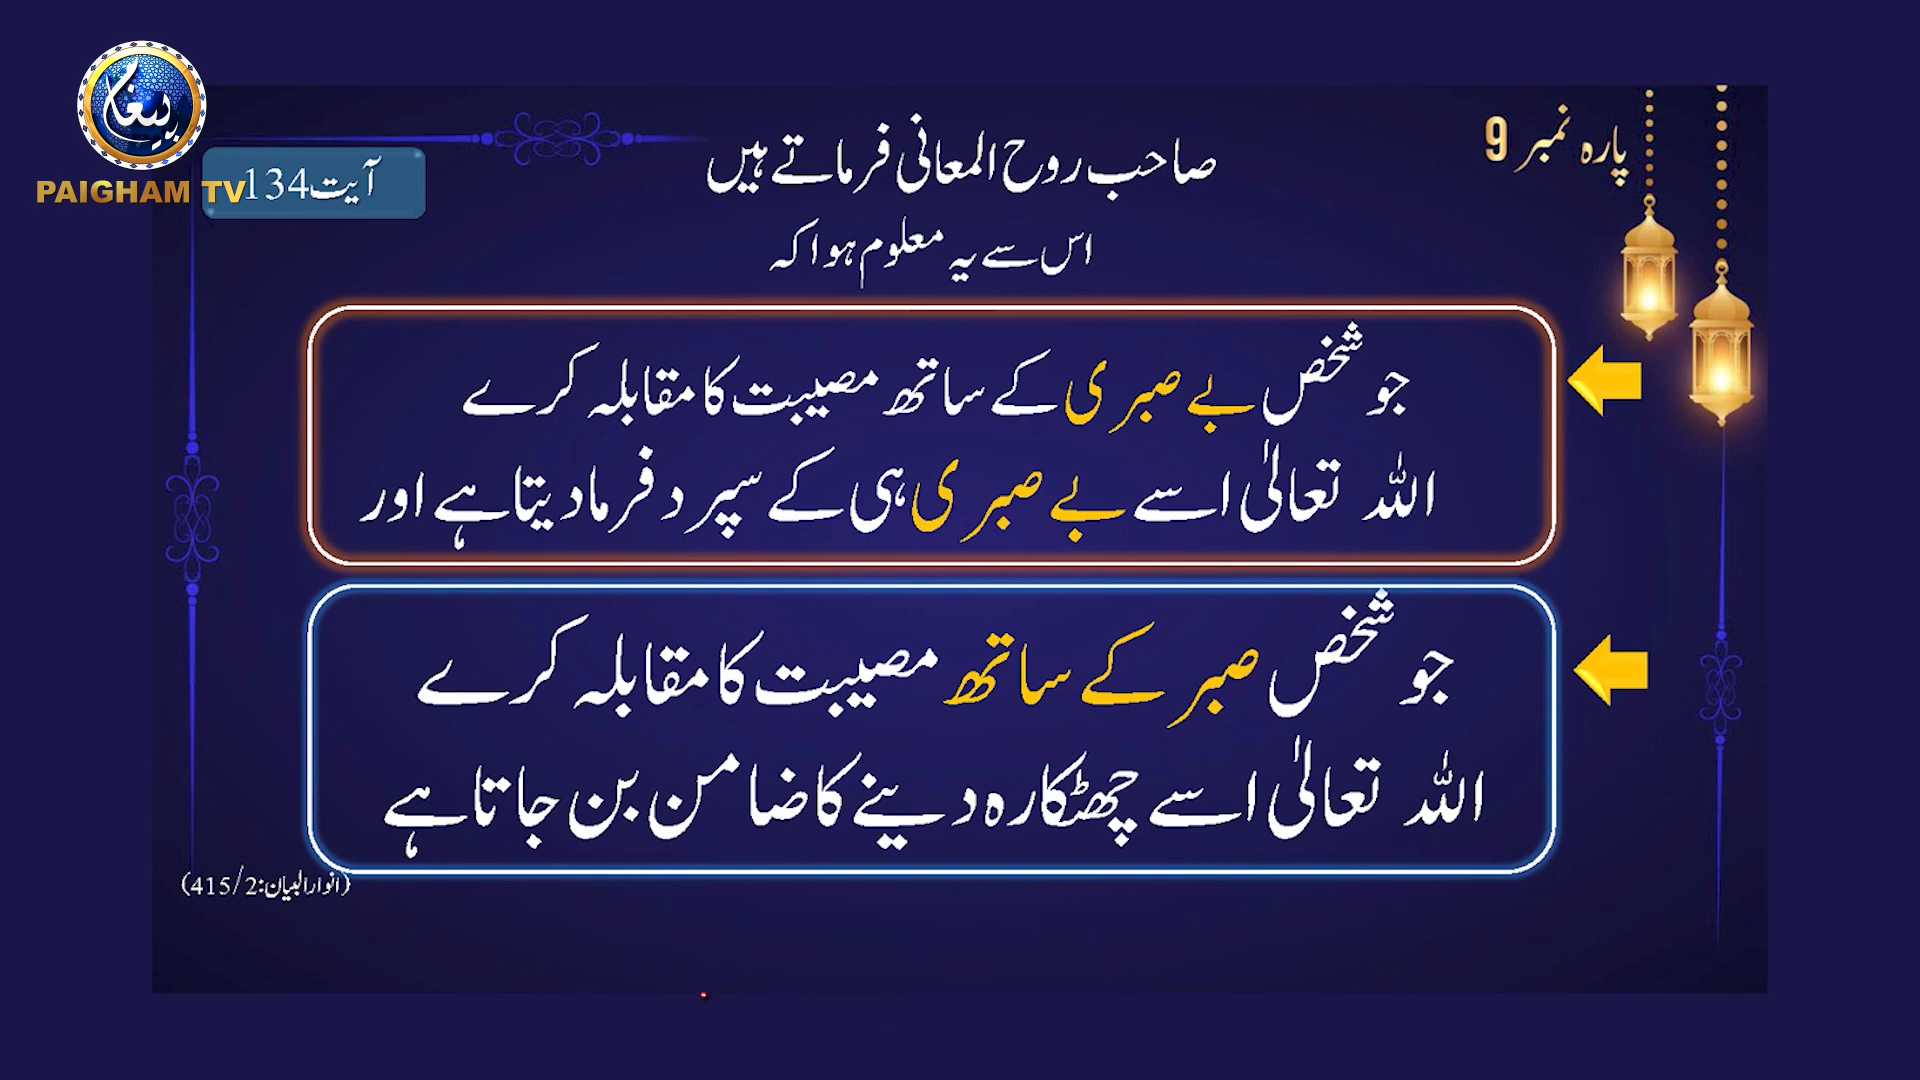 پیغام
PAIGHAM TV
پارہ نمبر 9
آیت 134
صاحب روح المعانی فرماتے ہیں
اس سے یہ معلوم ہوا کہ
جو شخص بے صبری کے ساتھ مصیبت کا مقابلہ کرے
اللہ تعالیٰ اسے بے صبری ہی کے سپرد فرما دیتا ہے اور
جو شخص صبر کے ساتھ مصیبت کا مقابلہ کرے
اللہ تعالیٰ اسے چھٹکارہ دینے کا ضامن بن جاتا ہے
(انوار البیان:415/2)